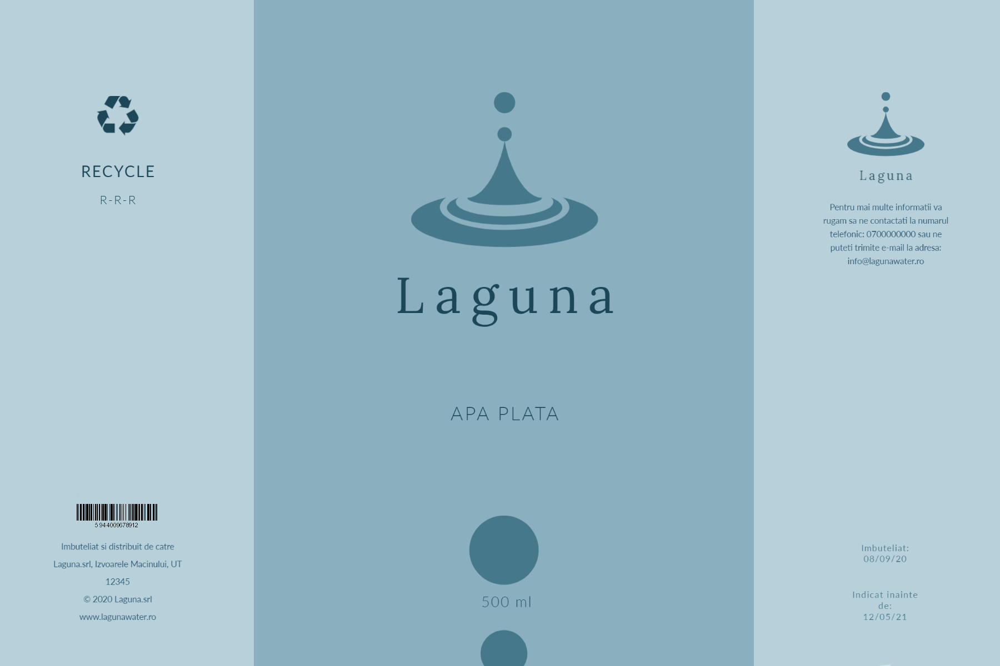 RECYCLE
R-R-R
5944009678912
Imbuteliat si distribuit de catre
Laguna.srl, Izvoarele Macinului, UT
12345
© 2020 Laguna.srl
www.lagunawater.ro
Laguna
APA PLATA
500 ml
Laguna
Pentru mai multe informatii va
rugam sa ne contactati la numarul
telefonic: 0700000000 sau ne
puteti trimite e-mail la adresa:
info@lagunawater.ro
Imbuteliat:
08/09/20
Indicat inainte
de:
12/05/21